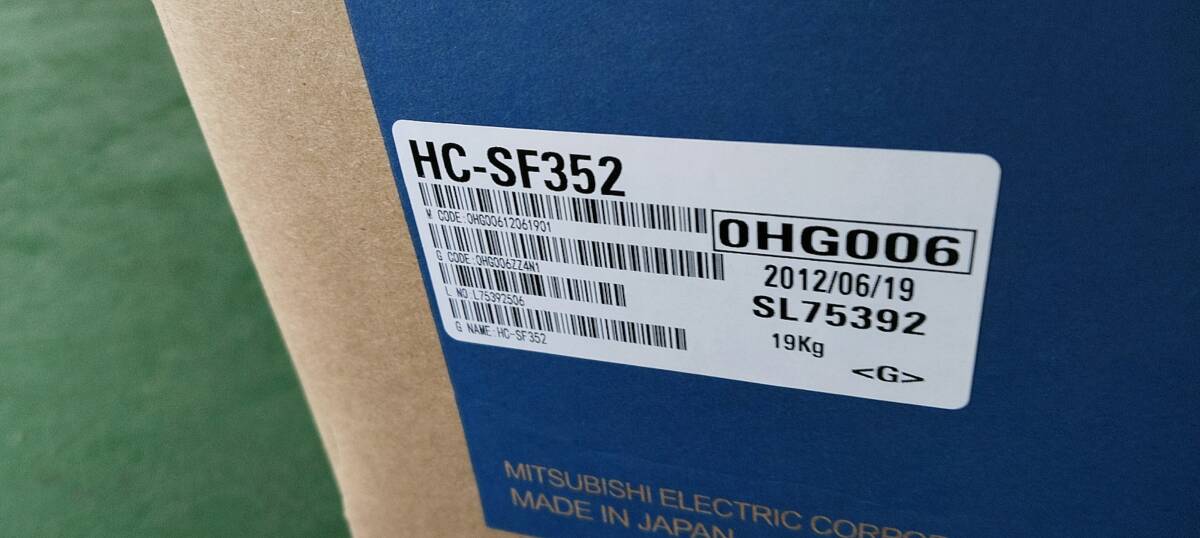 HC-SF352
M CODE:0HG00612061901
G CODE:0HG006ZZ4N1
L NO.L75392506
G NAME:HC-SF352
0HG006
2012/06/19
SL75392
19Kg
<G>
MITSUBISHI ELECTRIC CORPOR
MADE IN JAPAN